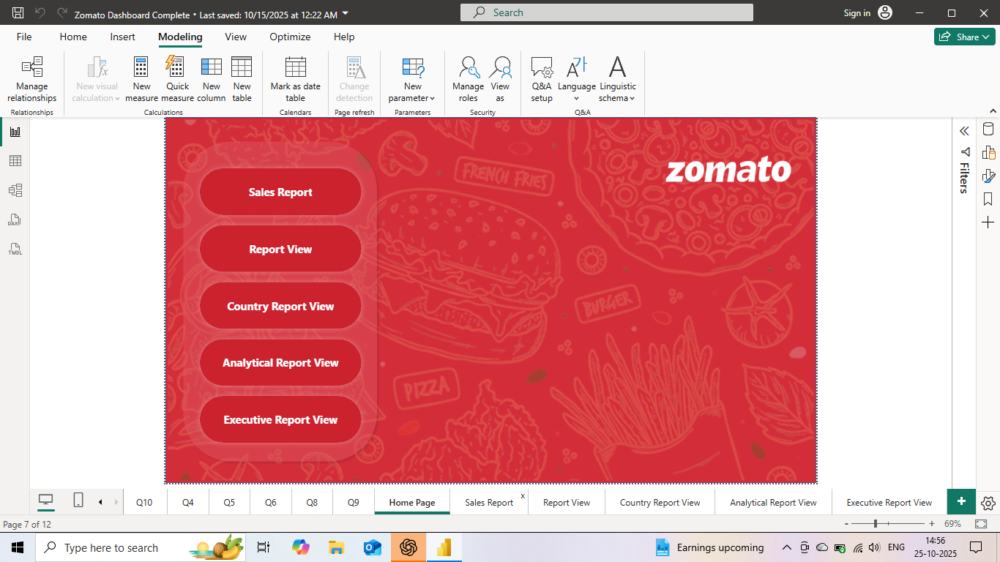 Zomato Dashboard Complete • Last saved: 10/15/2025 at 12:22 AM
Search
Sign in
File Home Insert Modeling View Optimize Help
Share
Manage relationships
New visual calculation
New measure
Quick measure
New column
New table
Mark as date table
Change detection
New parameter
Manage roles
View as
Q&A setup
Language
Linguistic schema
Relationships Calculations Calendars Page refresh Parameters Security Q&A
DAX
TMDL
zomato
FRENCH FRIES
BURGER
PIZZA
Sales Report
Report View
Country Report View
Analytical Report View
Executive Report View
Filters
Q10 Q4 Q5 Q6 Q8 Q9 Home Page Sales Report x Report View Country Report View Analytical Report View Executive Report View +
Page 7 of 12
- + 69%
Type here to search
Earnings upcoming
ENG
14:56
25-10-2025